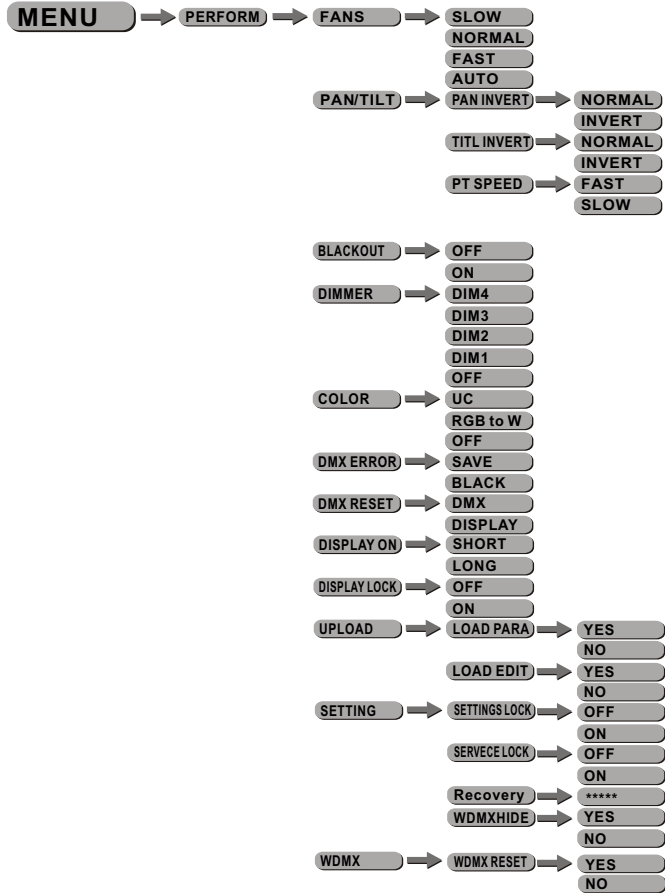 MENU PERFORM FANS SLOW
NORMAL
FAST
AUTO
PAN/TILT PAN INVERT NORMAL
INVERT
TITL INVERT NORMAL
INVERT
PT SPEED FAST
SLOW
BLACKOUT OFF
ON
DIMMER DIM4
DIM3
DIM2
DIM1
OFF
COLOR UC
RGB to W
OFF
DMX ERROR SAVE
BLACK
DMX RESET DMX
DISPLAY
DISPLAY ON SHORT
LONG
DISPLAY LOCK OFF
ON
UPLOAD LOAD PARA YES
NO
LOAD EDIT YES
NO
SETTING SETTINGS LOCK OFF
ON
SERVECE LOCK OFF
ON
Recovery *****
WDMXHIDE YES
NO
WDMX WDMX RESET YES
NO